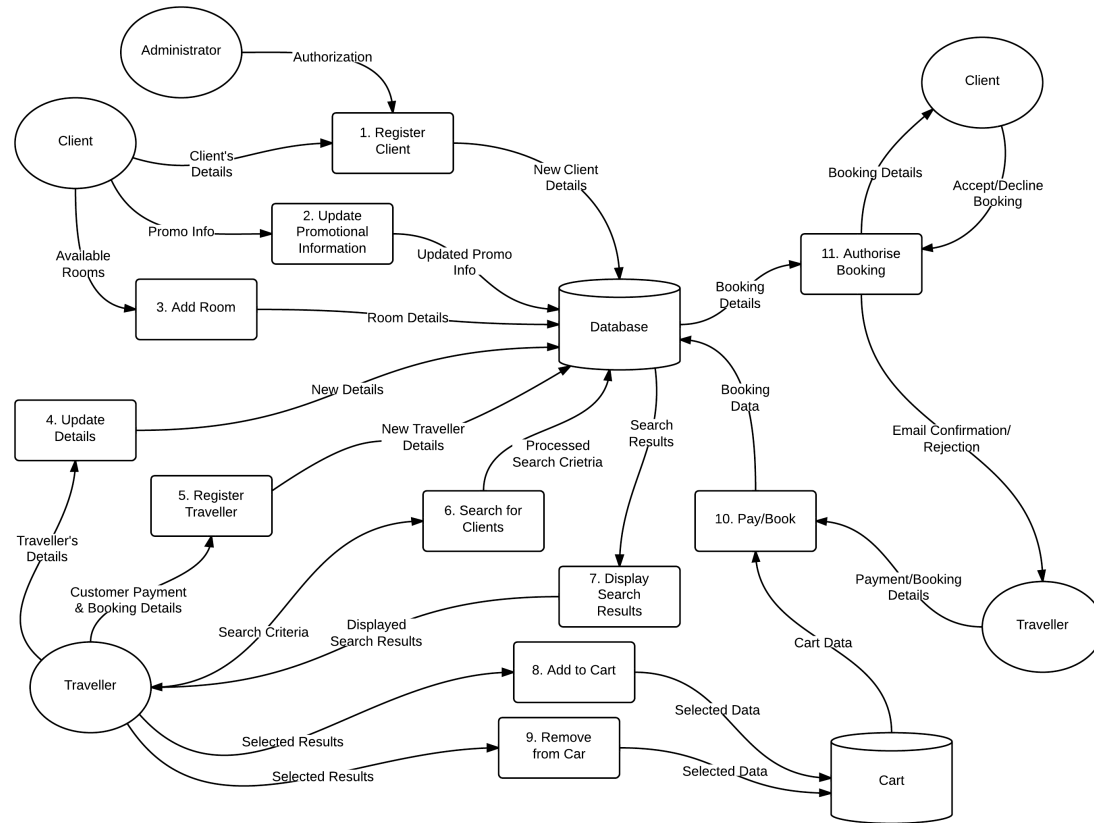 Administrator
Authorization
Client
Client
1. Register
Client
Client's
Details
New Client
Details
Booking Details
Accept/Decline
Booking
2. Update
Promotional
Information
Promo Info
Updated Promo
Info
11. Authorise
Booking
Available
Rooms
3. Add Room
Room Details
Database
Booking
Details
New Details
Booking
Data
4. Update
Details
New Traveller
Details
Processed
Search Crietria
Search
Results
Email Confirmation/
Rejection
5. Register
Traveller
6. Search for
Clients
10. Pay/Book
Traveller's
Details
Customer Payment
& Booking Details
7. Display
Search
Results
Payment/Booking
Details
Search Criteria
Displayed
Search Results
Traveller
Cart Data
Traveller
8. Add to Cart
Selected Data
Selected Results
9. Remove
from Car
Selected Results
Selected Data
Cart